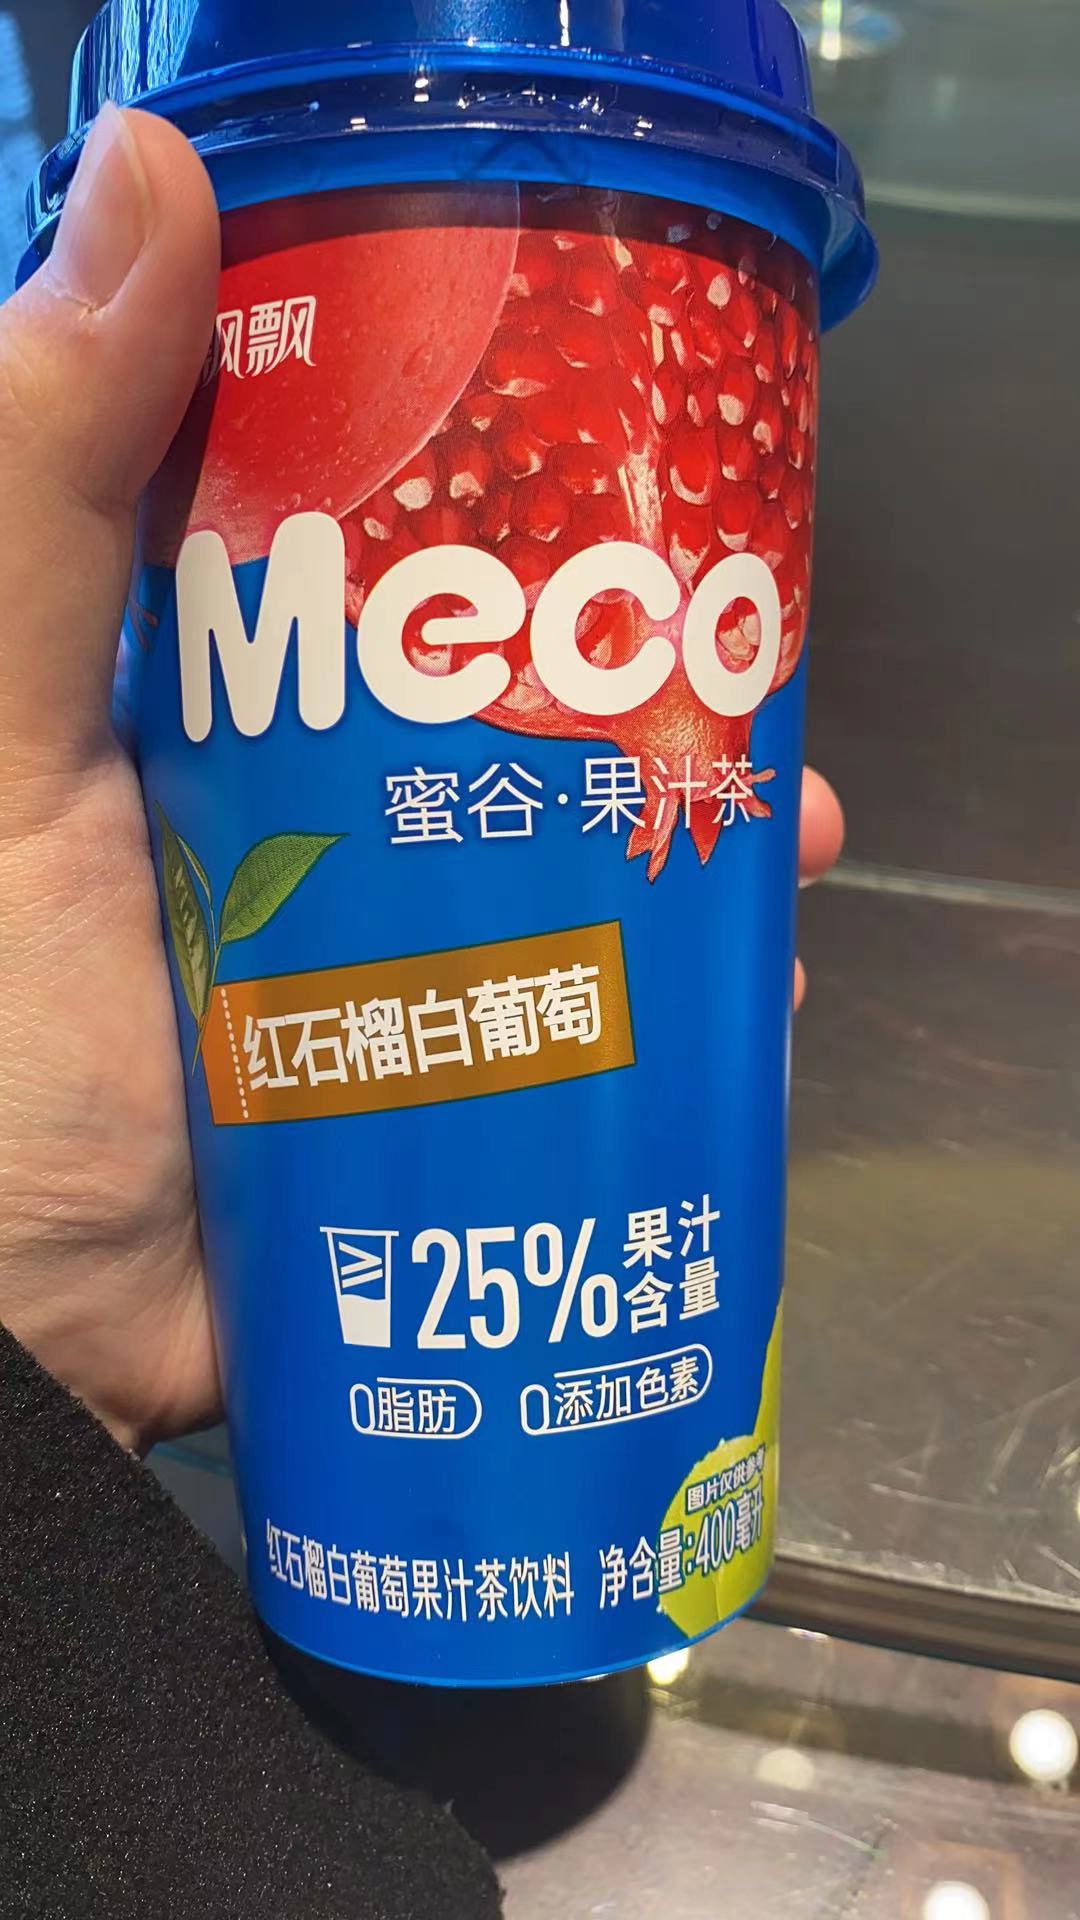 飘飘
Meco
蜜谷·果汁茶
红石榴白葡萄
≥25%果汁含量
0脂肪 0添加色素
图片仅供参考
红石榴白葡萄果汁茶饮料 净含量:400毫升